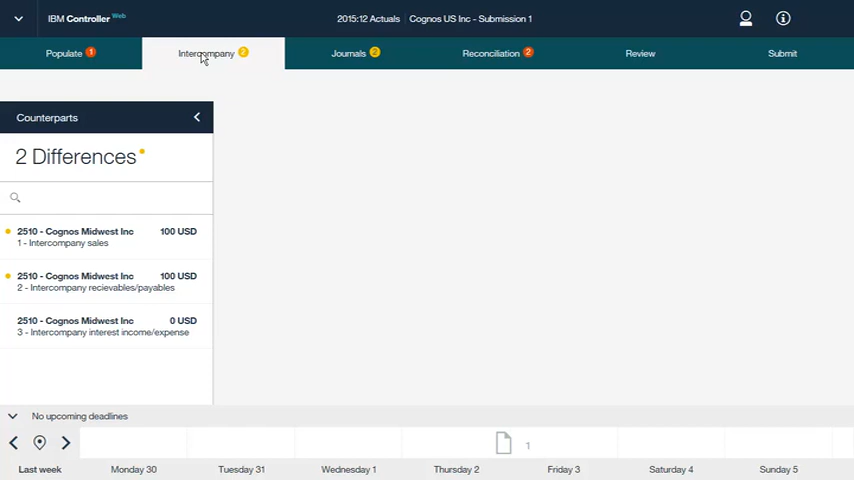 IBM Controller Web
2015:12 Actuals Cognos US Inc - Submission 1
Populate 1
Intercompany 2
Journals 2
Reconciliation 2
Review
Submit
Counterparts
2 Differences
2510 - Cognos Midwest Inc 100 USD
1 - Intercompany sales
2510 - Cognos Midwest Inc 100 USD
2 - Intercompany recievables/payables
2510 - Cognos Midwest Inc 0 USD
3 - Intercompany interest income/expense
No upcoming deadlines
1
Last week Monday 30 Tuesday 31 Wednesday 1 Thursday 2 Friday 3 Saturday 4 Sunday 5